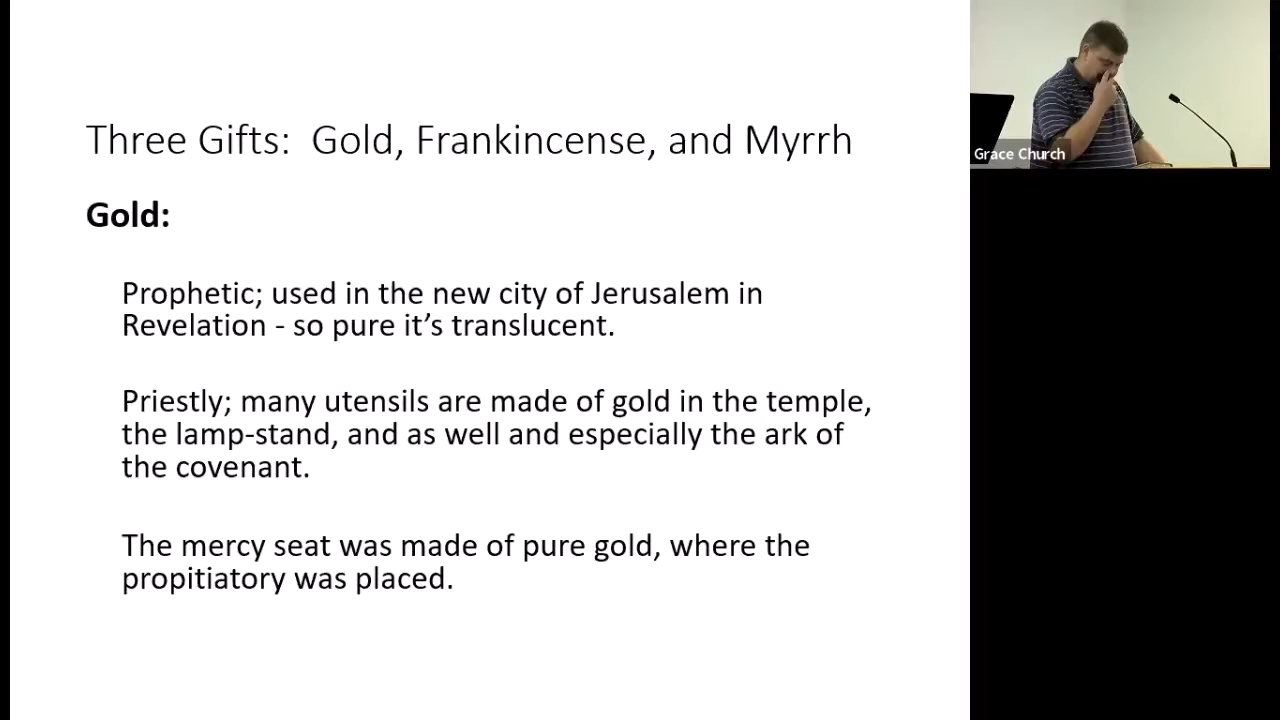 Three Gifts:  Gold, Frankincense, and Myrrh
Gold:
Prophetic; used in the new city of Jerusalem in
Revelation - so pure it’s translucent.
Priestly; many utensils are made of gold in the temple,
the lamp-stand, and as well and especially the ark of
the covenant.
The mercy seat was made of pure gold, where the
propitiatory was placed.
Grace Church